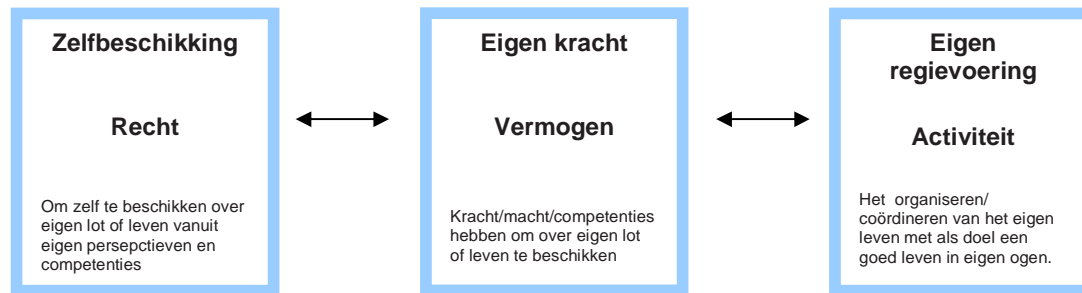 Zelfbeschikking
Recht
Om zelf te beschikken over
eigen lot of leven vanuit
eigen persepctieven en
competenties
Eigen kracht
Vermogen
Kracht/macht/competenties
hebben om over eigen lot
of leven te beschikken
Eigen
regievoering
Activiteit
Het organiseren/
coördineren van het eigen
leven met als doel een
goed leven in eigen ogen.